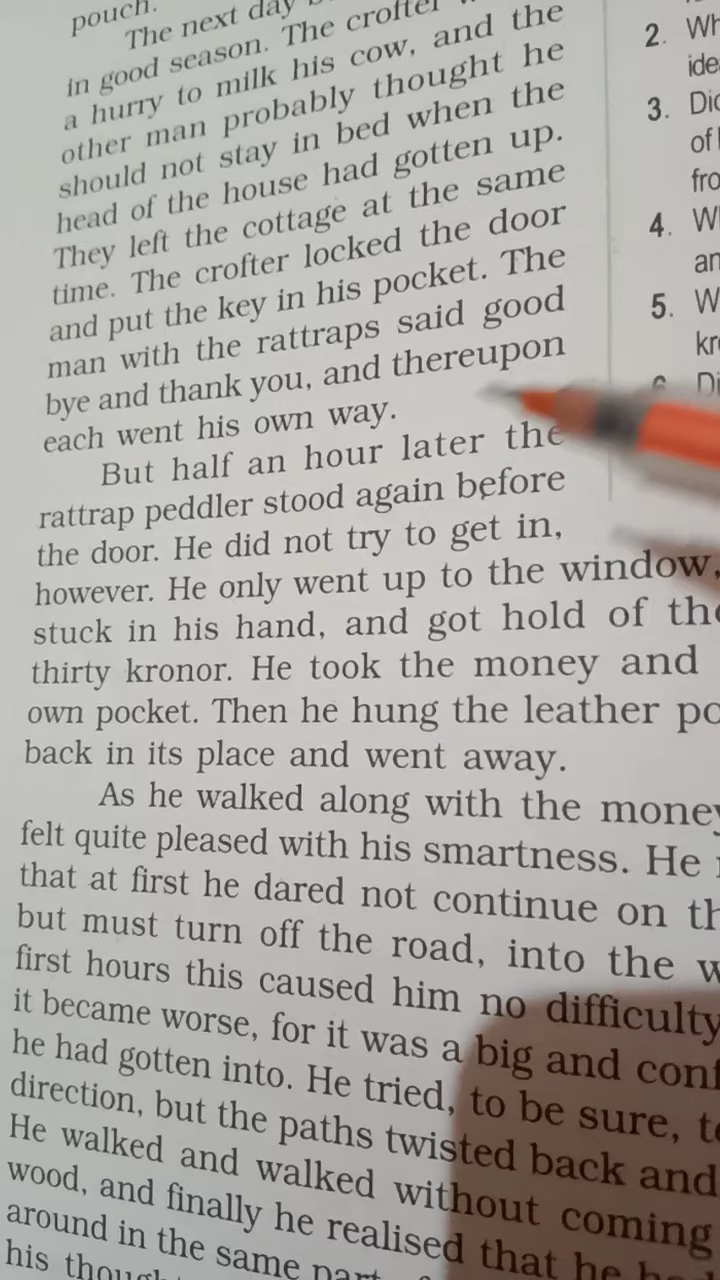 pouch.
The next day
in good season. The crofter
a hurry to milk his cow, and the
other man probably thought he
should not stay in bed when the
head of the house had gotten up.
They left the cottage at the same
time. The crofter locked the door
and put the key in his pocket. The
man with the rattraps said good
bye and thank you, and thereupon
each went his own way.
But half an hour later the
rattrap peddler stood again before
the door. He did not try to get in,
however. He only went up to the window,
stuck in his hand, and got hold of the
thirty kronor. He took the money and
own pocket. Then he hung the leather
back in its place and went away.
As he walked along with the money
felt quite pleased with his smartness. He
that at first he dared not continue on
but must turn off the road, into the
first hours this caused him no difficulty
it became worse, for it was a big and
he had gotten into. He tried, to be sure,
direction, but the paths twisted back and
He walked and walked without coming
wood, and finally he realised that he
around in the same
his
2.
3.
of
4.
5.